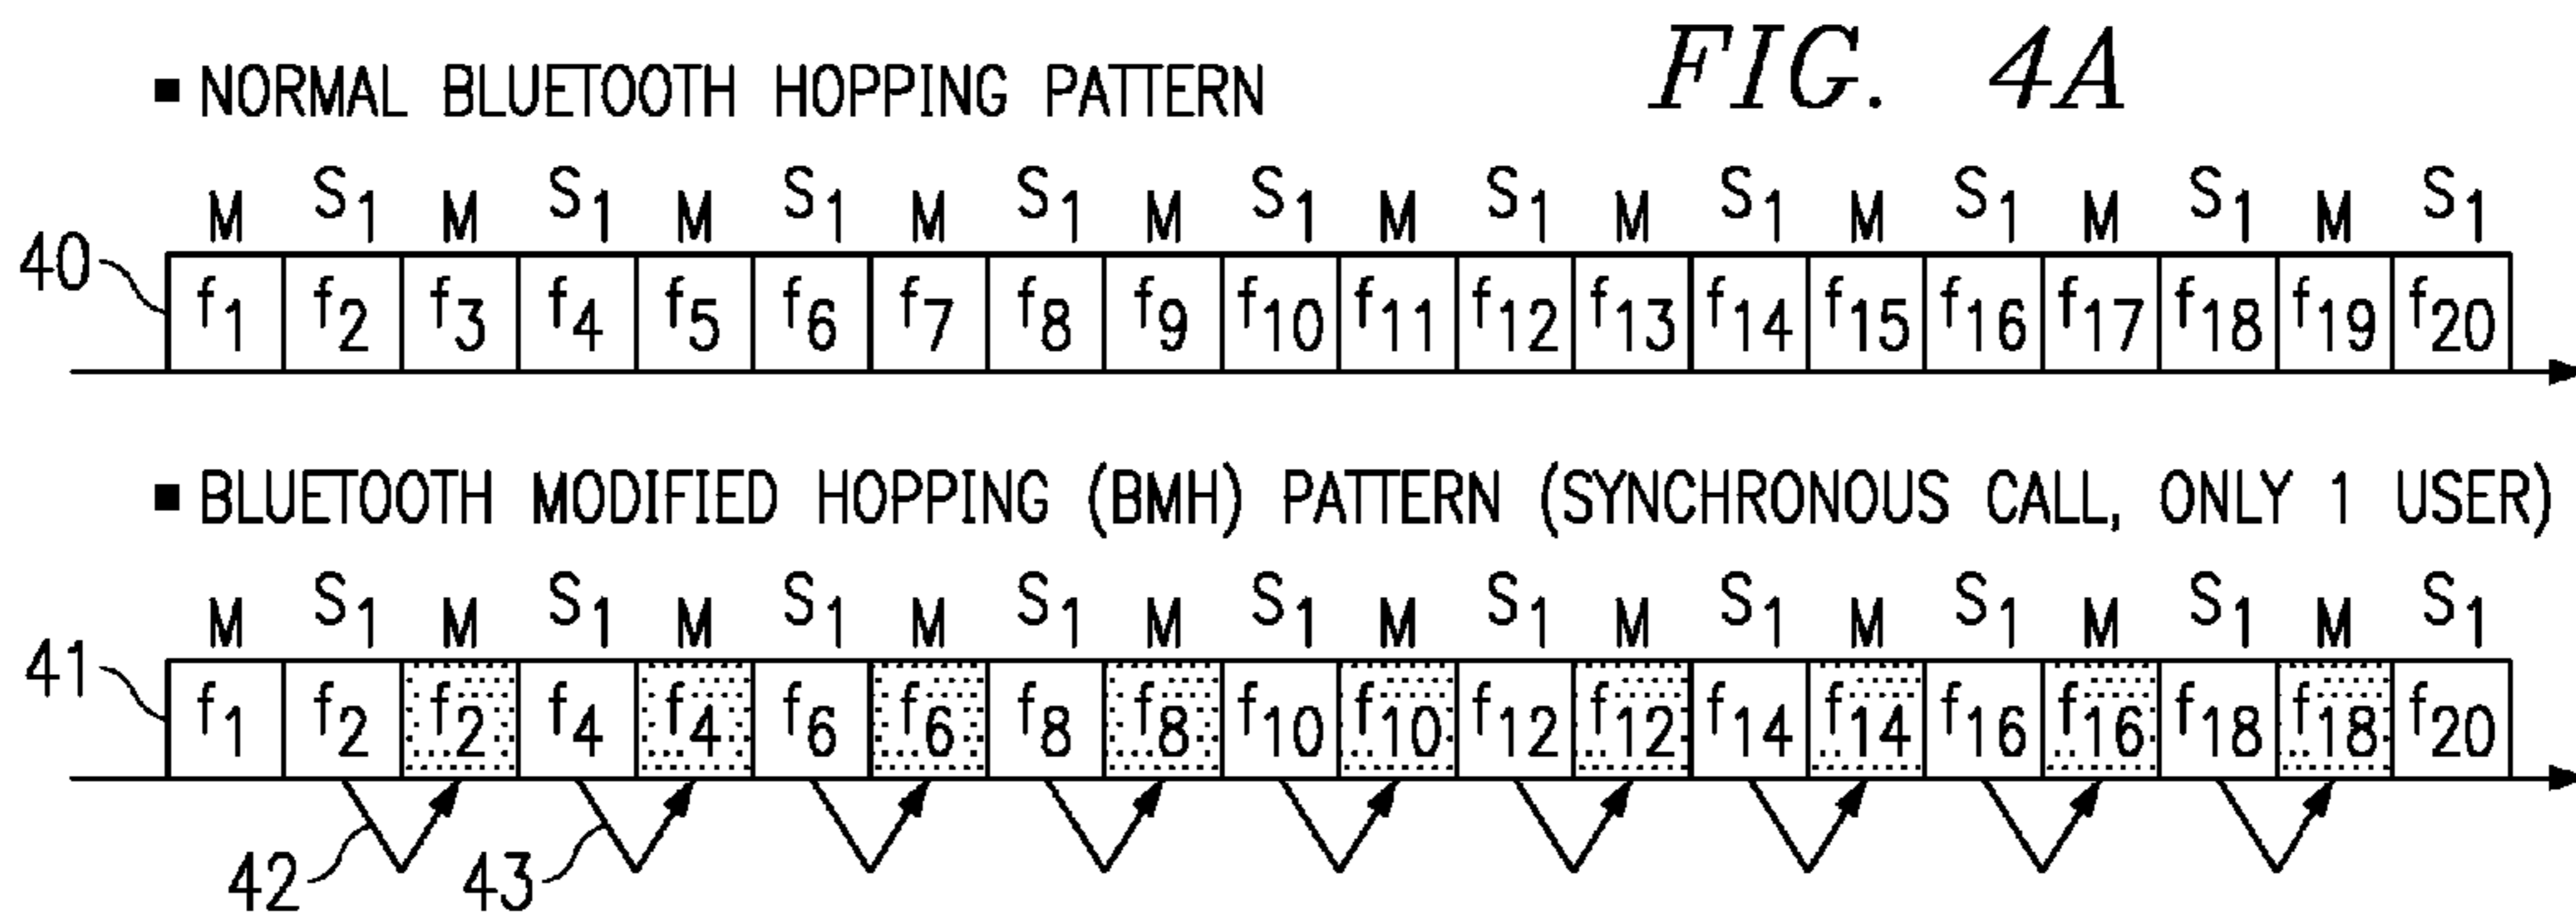 FIG. 4A
■ NORMAL BLUETOOTH HOPPING PATTERN
M S1 M S1 M S1 M S1 M S1 M S1 M S1 M S1 M S1 M S1
40 f1 f2 f3 f4 f5 f6 f7 f8 f9 f10 f11 f12 f13 f14 f15 f16 f17 f18 f19 f20
■ BLUETOOTH MODIFIED HOPPING (BMH) PATTERN (SYNCHRONOUS CALL, ONLY 1 USER)
M S1 M S1 M S1 M S1 M S1 M S1 M S1 M S1 M S1 M S1
41 f1 f2 f2 f4 f4 f6 f6 f8 f8 f10 f10 f12 f12 f14 f14 f16 f16 f18 f18 f20
42 43